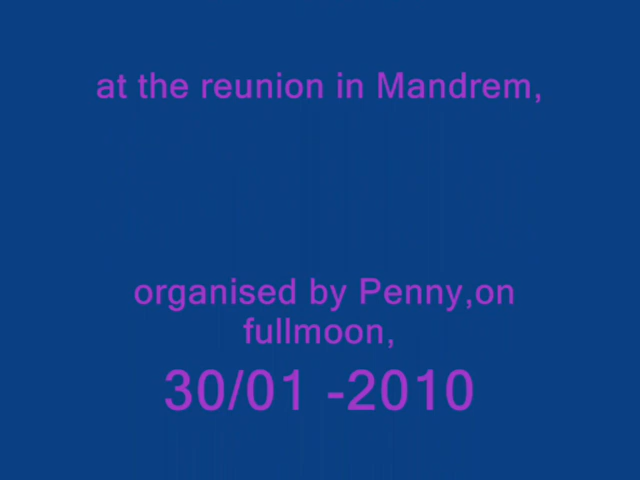 at the reunion in Mandrem,
organised by Penny,on
fullmoon,
30/01 -2010